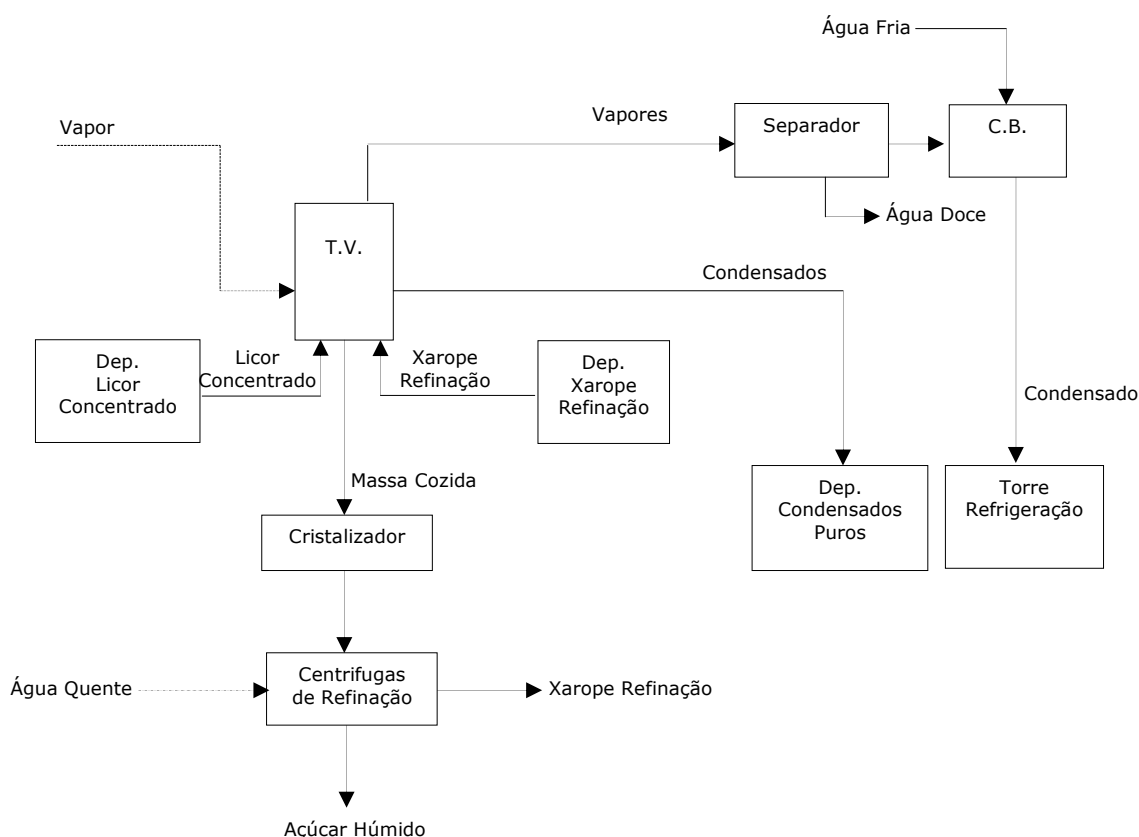 Água Fria
Vapor
Vapores
Separador
C.B.
Água Doce
T.V.
Condensados
Dep.
Licor
Concentrado
Licor
Concentrado
Xarope
Refinação
Dep.
Xarope
Refinação
Condensado
Massa Cozida
Dep.
Condensados
Puros
Torre
Refrigeração
Cristalizador
Água Quente
Centrifugas
de Refinação
Xarope Refinação
Açúcar Húmido